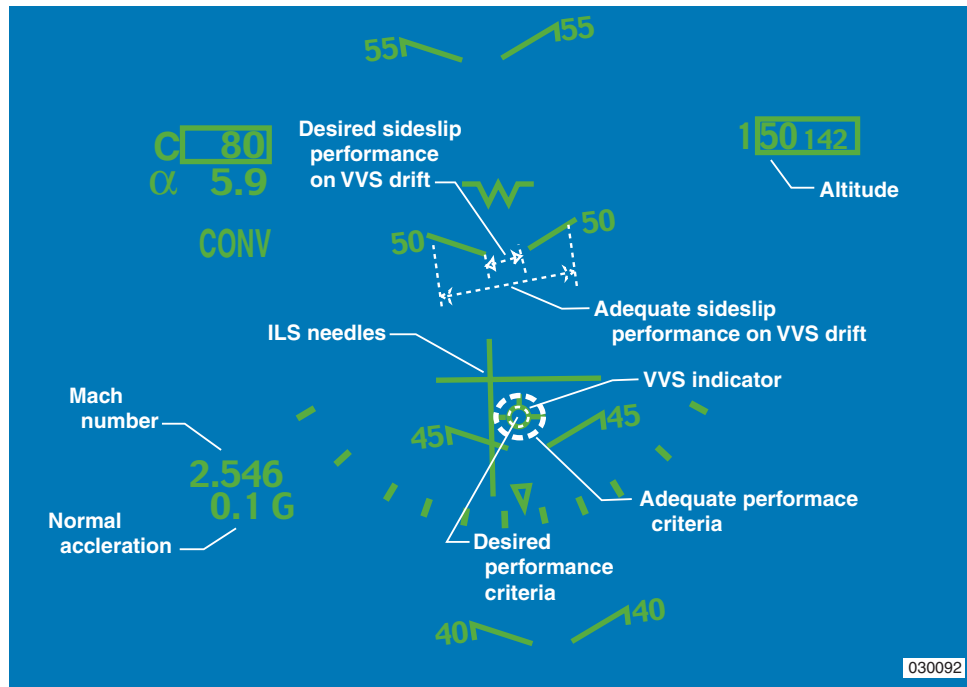 55
55
C 80
α 5.9
CONV
Desired sideslip
performance
on VVS drift
150 142
Altitude
50
50
Adequate sideslip
performance on VVS drift
ILS needles
VVS indicator
Mach
number
45
45
2.546
0.1 G
Adequate performace
criteria
Normal
accleration
Desired
performance
criteria
40
40
030092